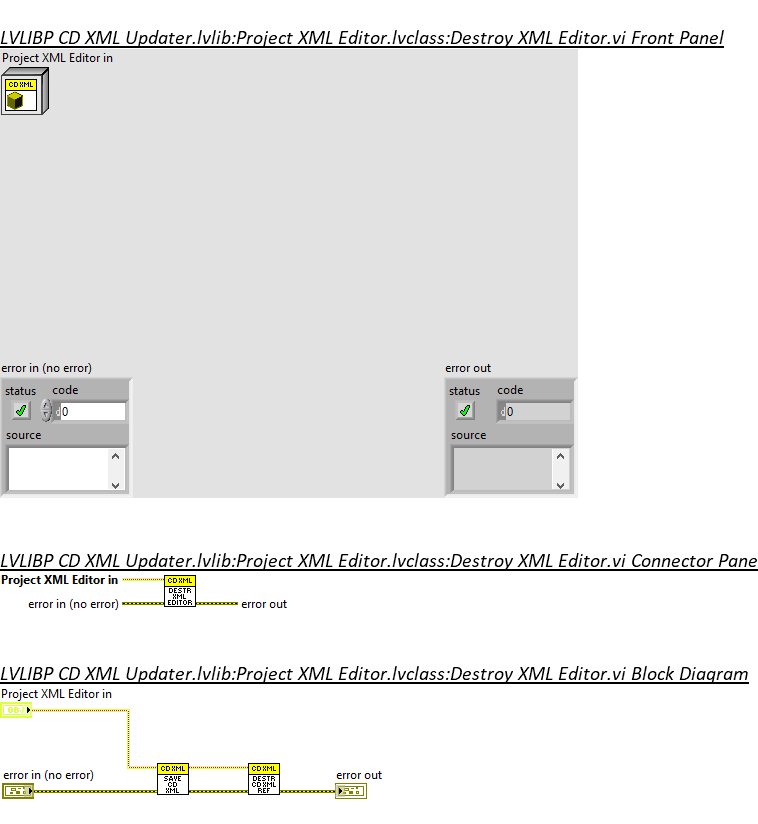 LVLIBP CD XML Updater.lvlib:Project XML Editor.lvclass:Destroy XML Editor.vi Front Panel
Project XML Editor in
CD XML
error in (no error)
status code
d 0
source
error out
status code
d 0
source
LVLIBP CD XML Updater.lvlib:Project XML Editor.lvclass:Destroy XML Editor.vi Connector Pane
Project XML Editor in
error in (no error)
CD XML
DESTR
XML
EDITOR
error out
LVLIBP CD XML Updater.lvlib:Project XML Editor.lvclass:Destroy XML Editor.vi Block Diagram
Project XML Editor in
error in (no error)
CD XML
SAVE
CD
XML
CD XML
DESTR
CD XML
REF
error out